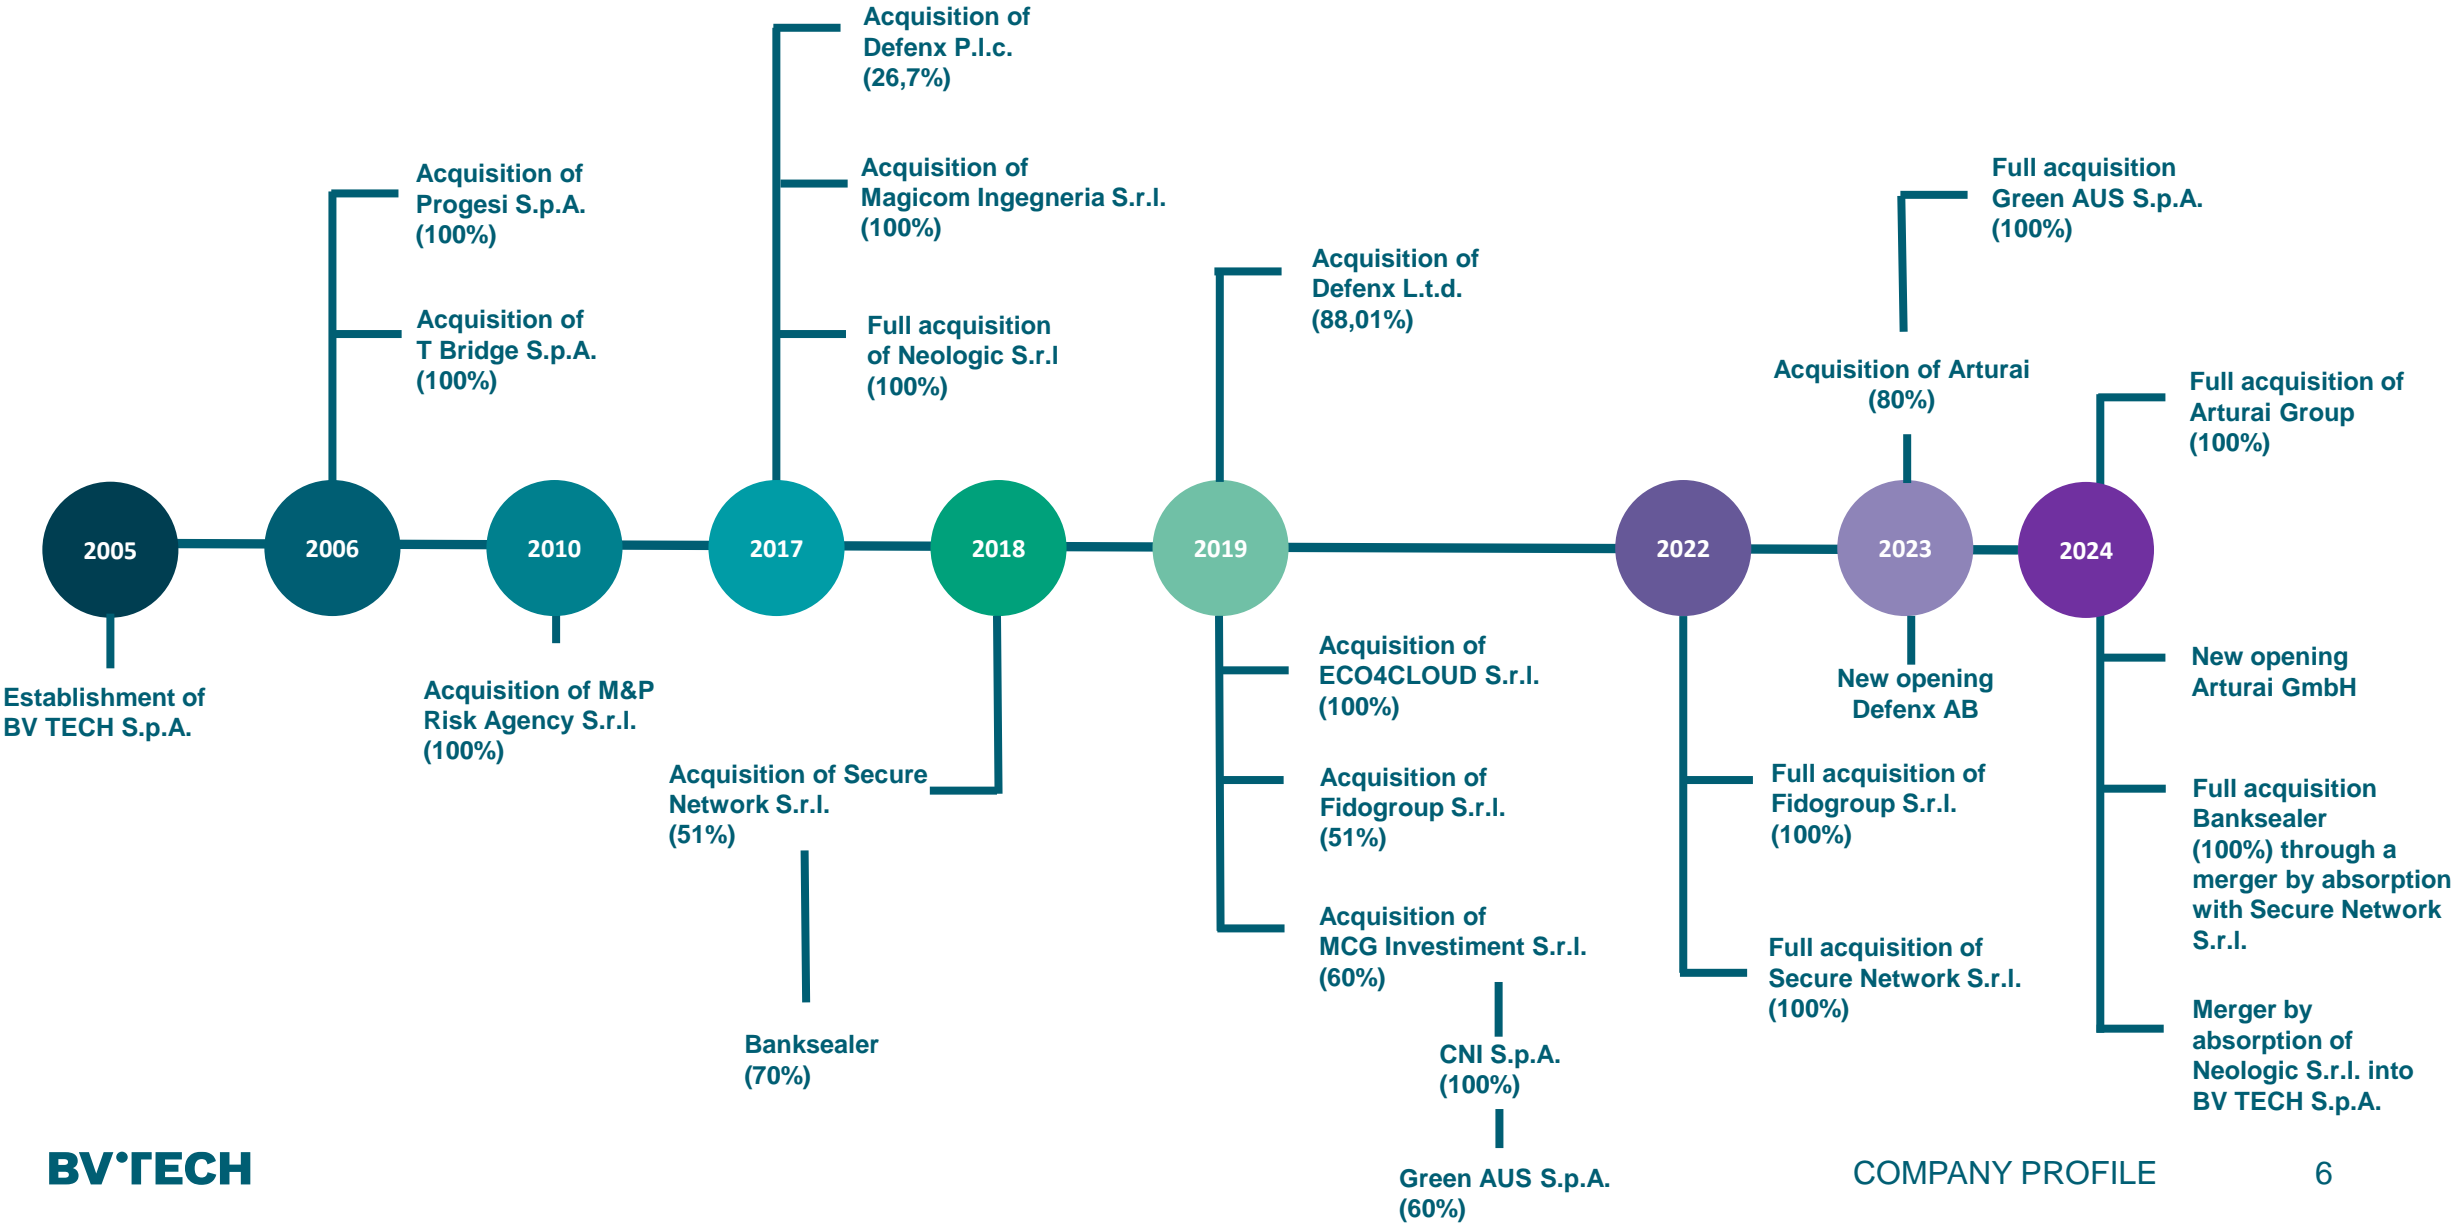 Acquisition of
Defenx P.l.c.
(26,7%)
Acquisition of
Progesi S.p.A.
(100%)
Acquisition of
Magicom Ingegneria S.r.l.
(100%)
Full acquisition
Green AUS S.p.A.
(100%)
Acquisition of
Defenx L.t.d.
(88,01%)
Acquisition of
T Bridge S.p.A.
(100%)
Full acquisition
of Neologic S.r.l
(100%)
Acquisition of Arturai
(80%)
Full acquisition of
Arturai Group
(100%)
2005
2006
2010
2017
2018
2019
2022
2023
2024
Establishment of
BV TECH S.p.A.
Acquisition of M&P
Risk Agency S.r.l.
(100%)
Acquisition of Secure
Network S.r.l.
(51%)
Banksealer
(70%)
Acquisition of
ECO4CLOUD S.r.l.
(100%)
Acquisition of
Fidogroup S.r.l.
(51%)
Acquisition of
MCG Investiment S.r.l.
(60%)
CNI S.p.A.
(100%)
Green AUS S.p.A.
(60%)
Full acquisition of
Fidogroup S.r.l.
(100%)
Full acquisition of
Secure Network S.r.l.
(100%)
New opening
Defenx AB
New opening
Arturai GmbH
Full acquisition
Banksealer
(100%) through a
merger by absorption
with Secure Network
S.r.l.
Merger by
absorption of
Neologic S.r.l. into
BV TECH S.p.A.
BV TECH
COMPANY PROFILE
6